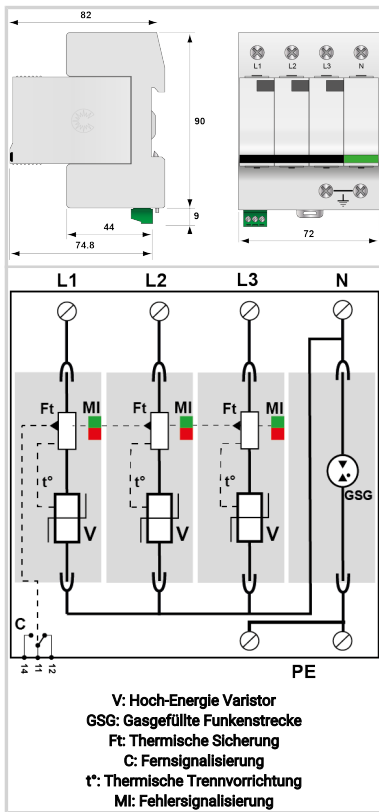 82
L1 L2 L3 N
90
9
44
74.8
72
L1 L2 L3 N
Ft MI Ft MI Ft MI
t° t° t°
GSG
V V V
C
14 11 12
PE
V: Hoch-Energie Varistor
GSG: Gasgefüllte Funkenstrecke
Ft: Thermische Sicherung
C: Fernsignalisierung
t°: Thermische Trennvorrichtung
MI: Fehlersignalisierung